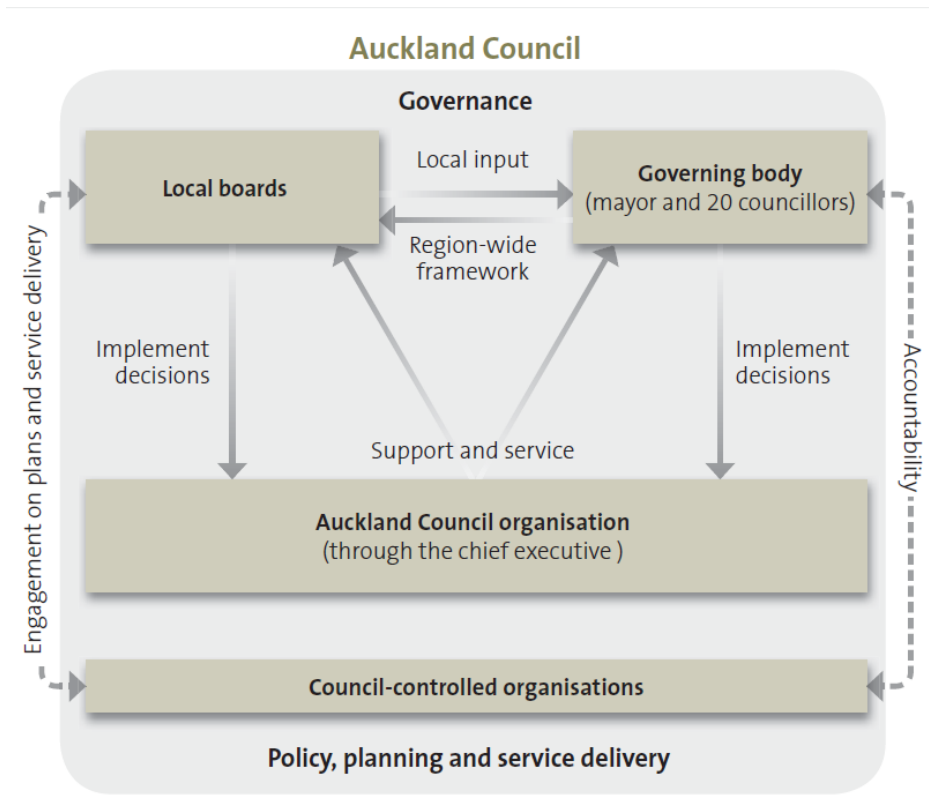 Auckland Council
Governance
Local boards
Local input
Governing body
(mayor and 20 councillors)
Region-wide
framework
Implement
decisions
Implement
decisions
Engagement on plans and service delivery
Accountability
Support and service
Auckland Council organisation
(through the chief executive )
Council-controlled organisations
Policy, planning and service delivery